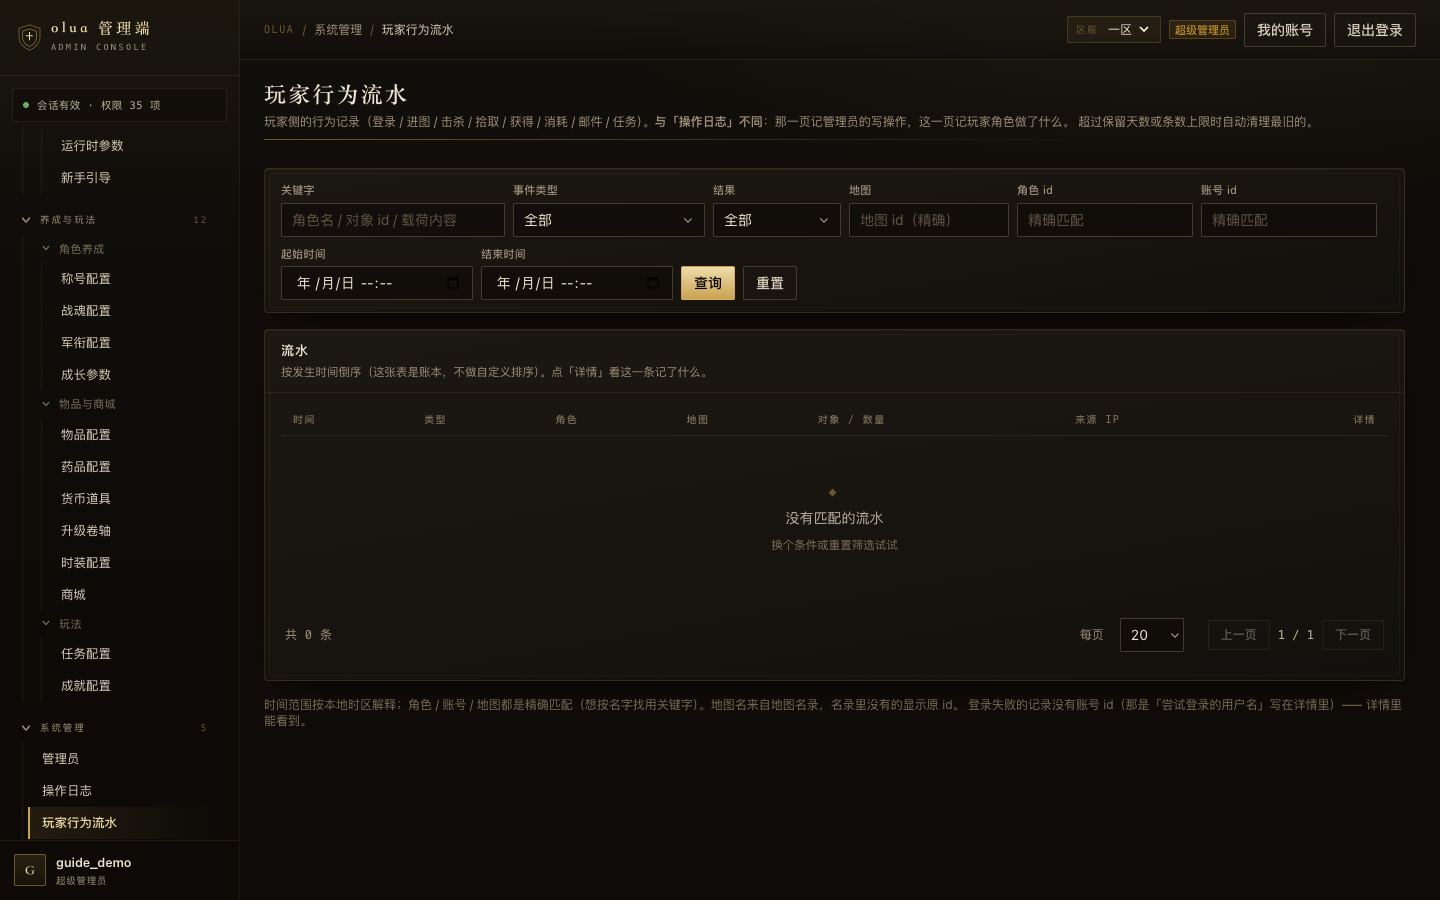 olua 管理端
ADMIN CONSOLE
会话有效 · 权限 35 项
运行时参数
新手引导
养成与玩法 12
角色养成
称号配置
战魂配置
军衔配置
成长参数
物品与商城
物品配置
药品配置
货币道具
升级卷轴
时装配置
商城
玩法
任务配置
成就配置
系统管理 5
管理员
操作日志
玩家行为流水
G guide_demo
超级管理员
OLUA / 系统管理 / 玩家行为流水
区服 一区 超级管理员 我的账号 退出登录
玩家行为流水
玩家侧的行为记录（登录 / 进图 / 击杀 / 拾取 / 获得 / 消耗 / 邮件 / 任务）。与「操作日志」不同：那一页记管理员的写操作，这一页记玩家角色做了什么。 超过保留天数或条数上限时自动清理最旧的。
关键字 事件类型 结果 地图 角色 id 账号 id
角色名 / 对象 id / 载荷内容 全部 全部 地图 id（精确） 精确匹配 精确匹配
起始时间 结束时间
年 /月/日 --:-- 年 /月/日 --:-- 查询 重置
流水
按发生时间倒序（这张表是账本，不做自定义排序）。点「详情」看这一条记了什么。
时间 类型 角色 地图 对象 / 数量 来源 IP 详情
没有匹配的流水
换个条件或重置筛选试试
共 0 条 每页 20 上一页 1 / 1 下一页
时间范围按本地时区解释；角色 / 账号 / 地图都是精确匹配（想按名字找用关键字）。地图名来自地图名录，名录里没有的显示原 id。 登录失败的记录没有账号 id（那是「尝试登录的用户名」写在详情里）—— 详情里
能看到。